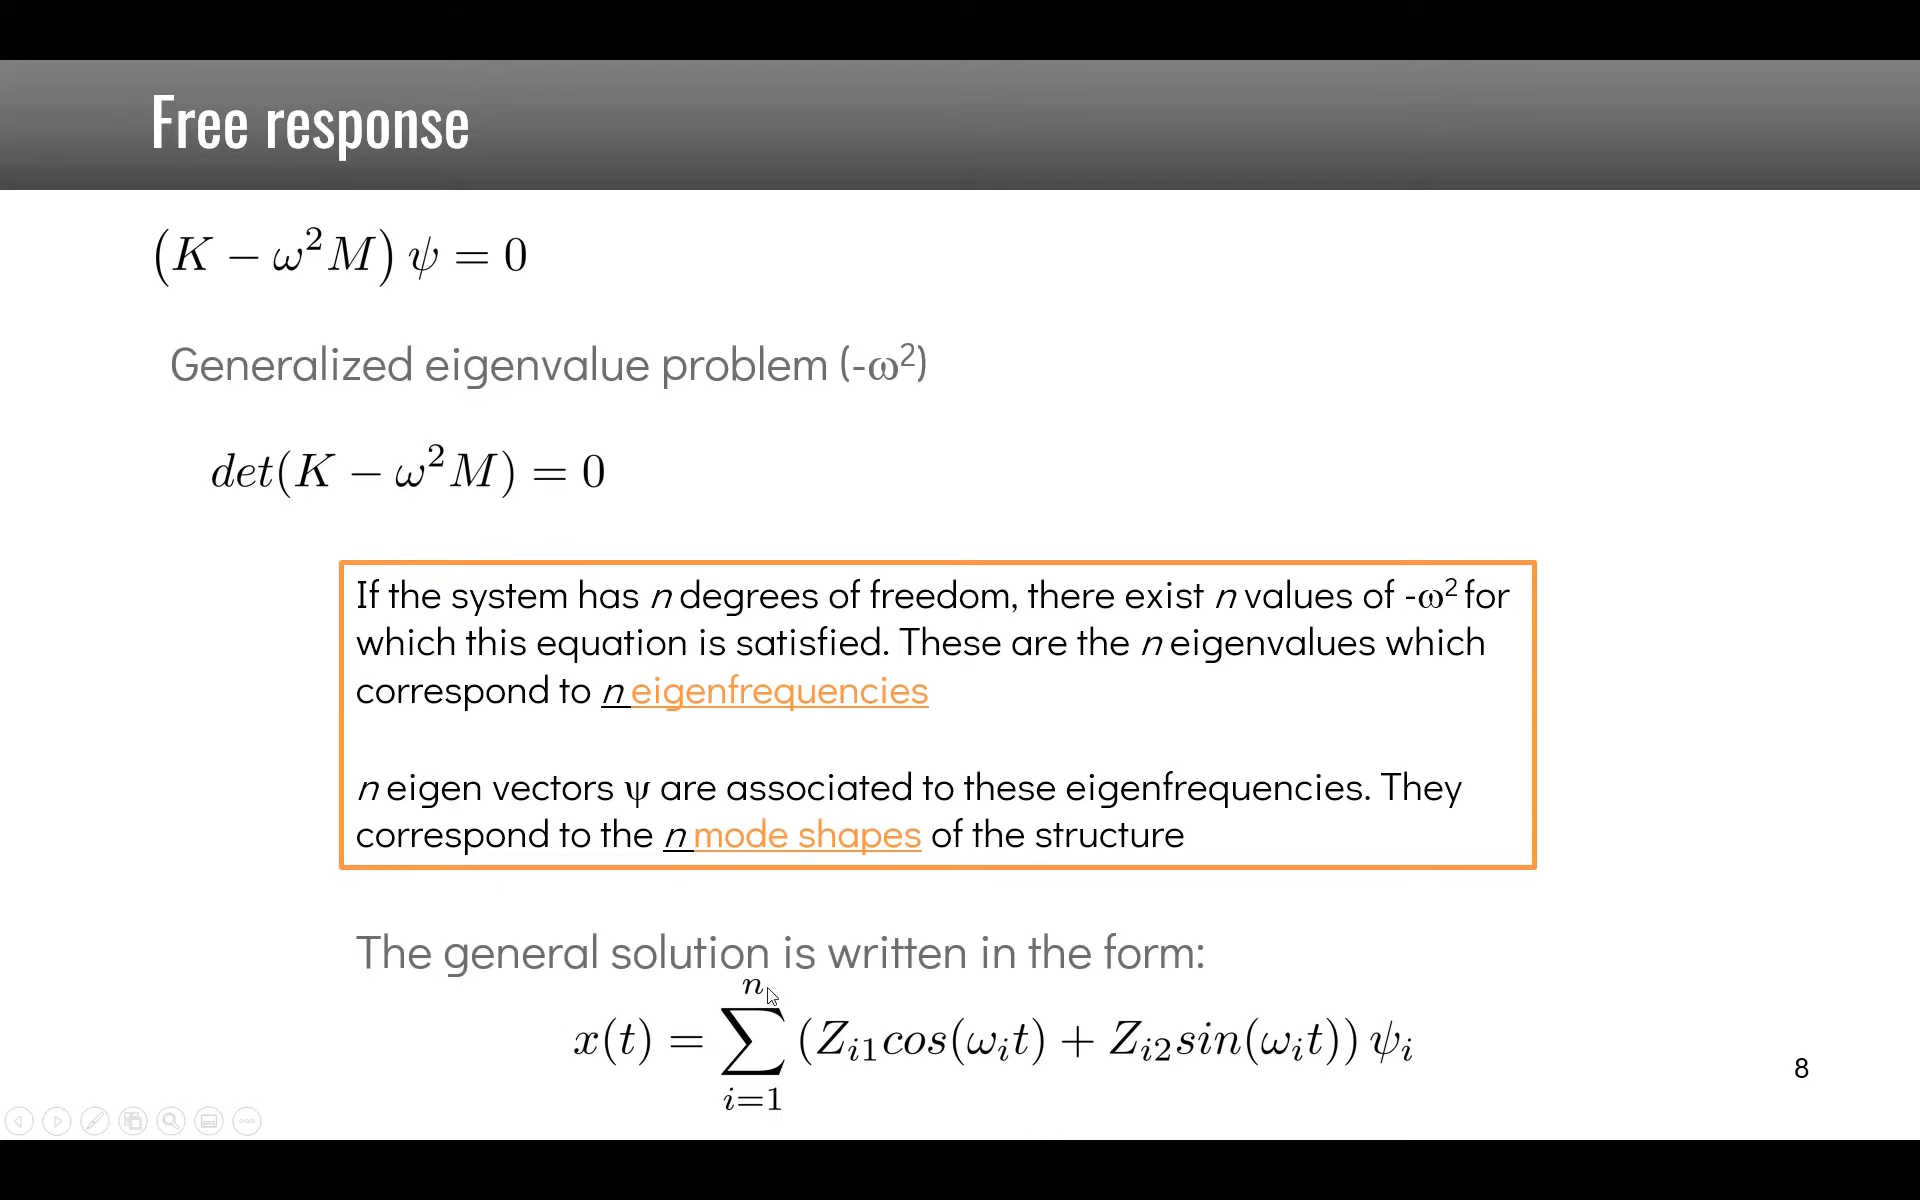 Free response
(K − ω²M) ψ = 0
Generalized eigenvalue problem (-ω²)
det(K − ω²M) = 0
If the system has n degrees of freedom, there exist n values of -ω² for
which this equation is satisfied. These are the n eigenvalues which
correspond to n eigenfrequencies
n eigen vectors ψ are associated to these eigenfrequencies. They
correspond to the n mode shapes of the structure
The general solution is written in the form:
x(t) = ∑_{i=1}^{n} (Z_{i1}cos(ω_i t) + Z_{i2}sin(ω_i t)) ψ_i
8